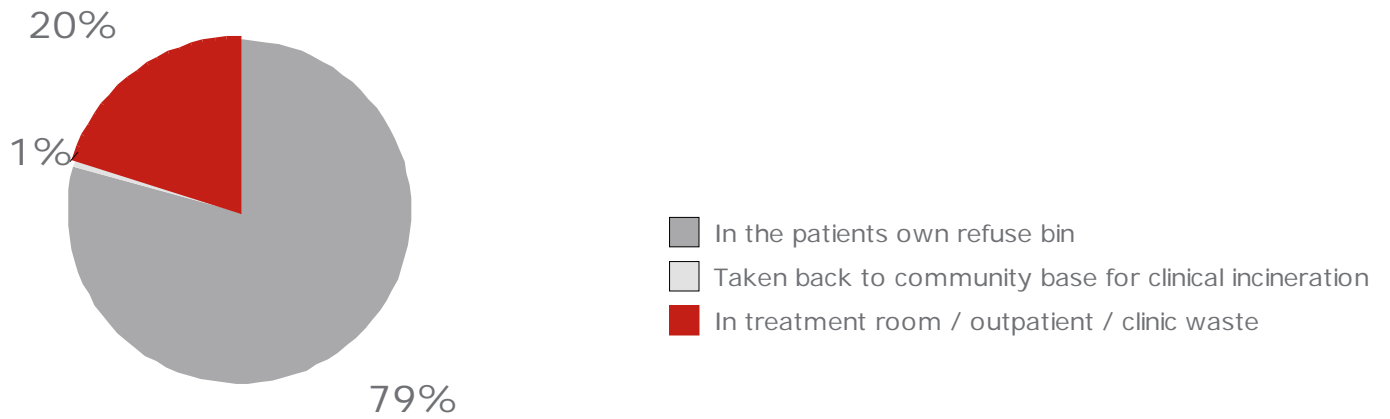 20%
1%
79%
In the patients own refuse bin
Taken back to community base for clinical incineration
In treatment room / outpatient / clinic waste